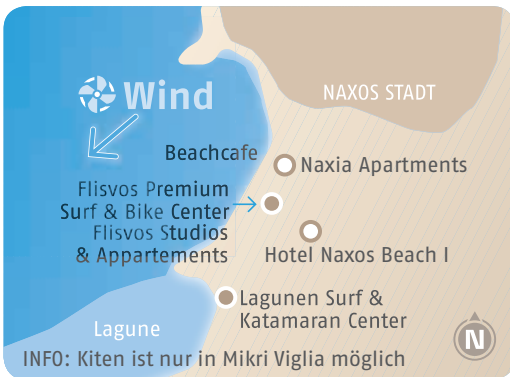 Wind
NAXOS STADT
Beachcafe
Naxia Apartments
Flisvos Premium
Surf & Bike Center
Flisvos Studios
& Appartements
Hotel Naxos Beach I
Lagunen Surf &
Katamaran Center
Lagune
N
INFO: Kiten ist nur in Mikri Viglia möglich